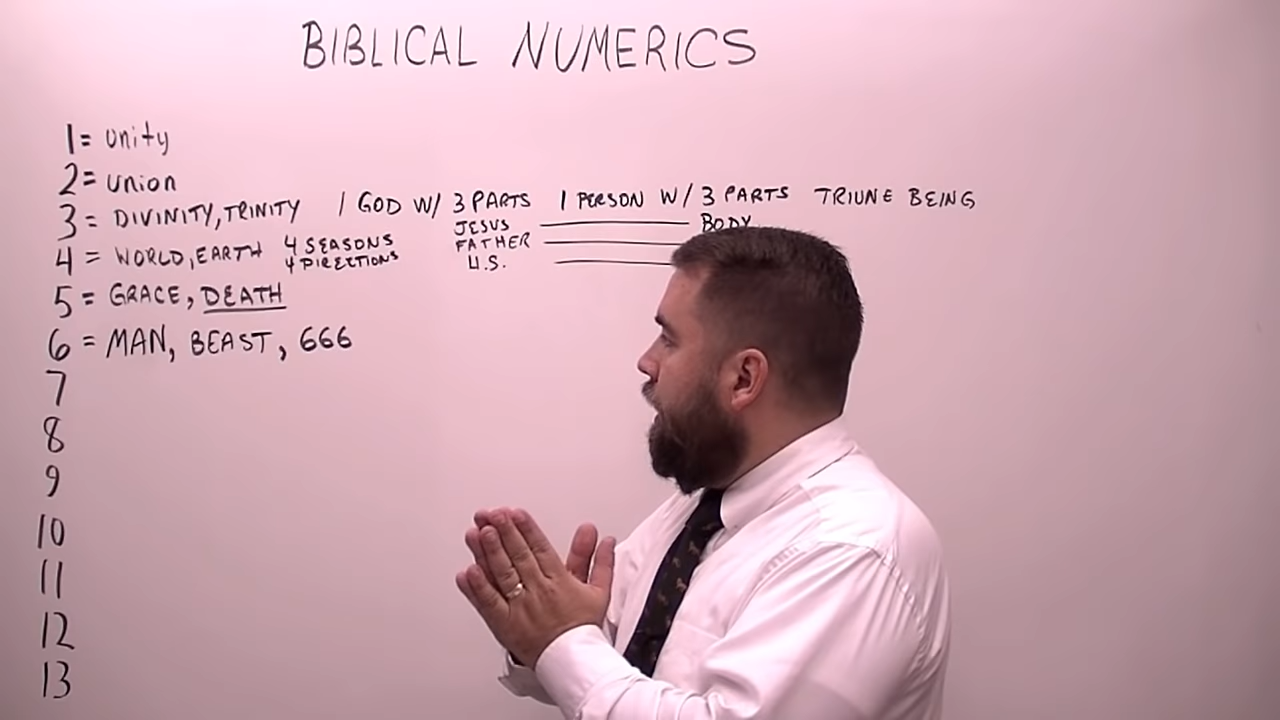 BIBLICAL NUMERICS
1 = unity
2 = union
3 = DIVINITY, TRINITY 1 GOD W/ 3 PARTS 1 PERSON W/ 3 PARTS TRIUNE BEING
JESUS BODY
4 = WORLD, EARTH 4 SEASONS FATHER
4 DIRECTIONS H.S.
5 = GRACE, DEATH
6 = MAN, BEAST, 666
7
8
9
10
11
12
13